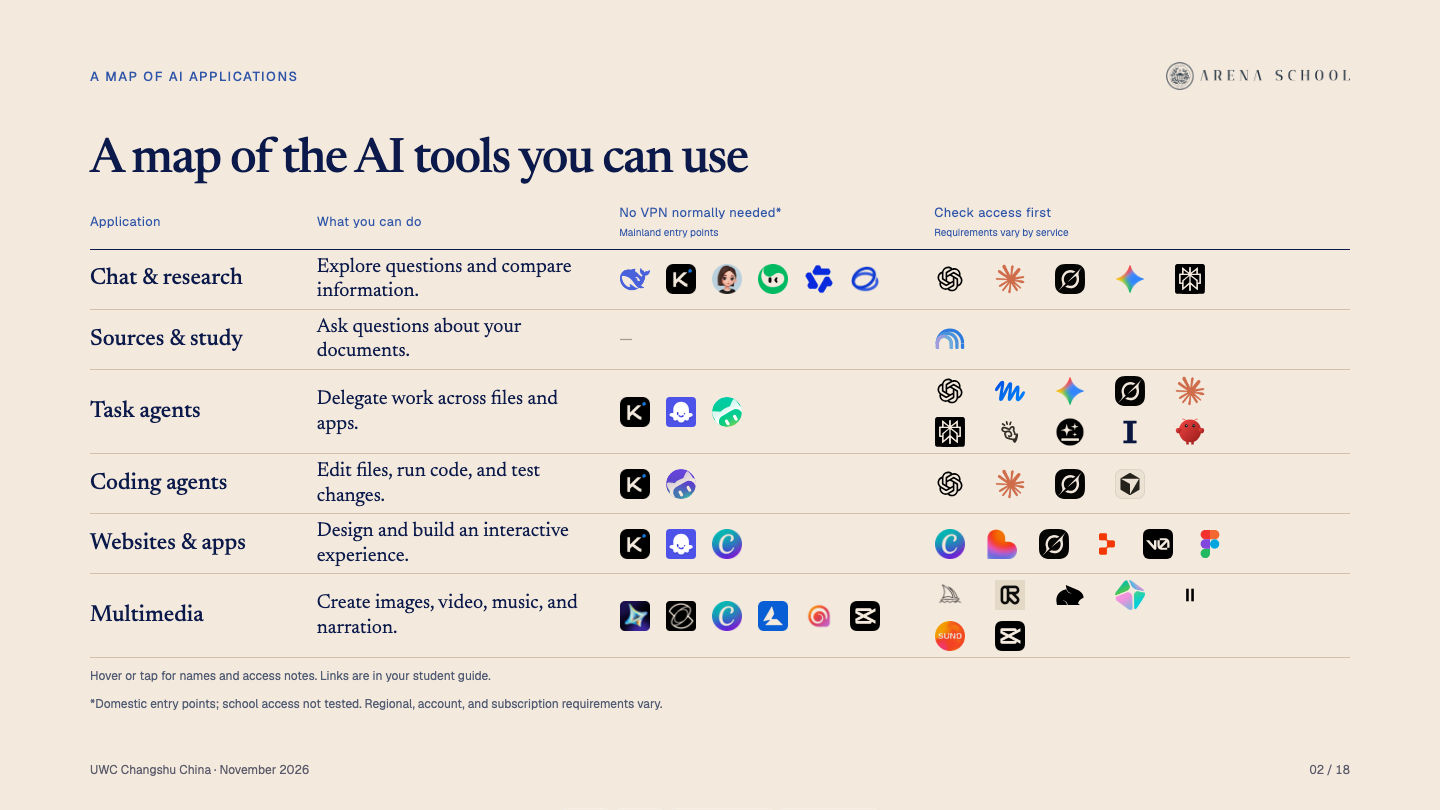 A MAP OF AI APPLICATIONS
ARENA SCHOOL
A map of the AI tools you can use
Application
What you can do
No VPN normally needed*
Mainland entry points
Check access first
Requirements vary by service
Chat & research
Explore questions and compare
information.
Sources & study
Ask questions about your
documents.
—
Task agents
Delegate work across files and
apps.
Coding agents
Edit files, run code, and test
changes.
Websites & apps
Design and build an interactive
experience.
v0
Multimedia
Create images, video, music, and
narration.
SUNO
Hover or tap for names and access notes. Links are in your student guide.
*Domestic entry points; school access not tested. Regional, account, and subscription requirements vary.
UWC Changshu China · November 2026
02 / 18